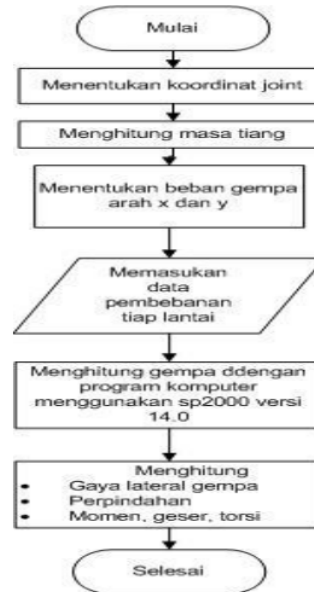 Mulai
Menentukan koordinat joint
Menghitung masa tiang
Menentukan beban gempa
arah x dan y
Memasukan
data
pembebanan
tiap lantai
Menghitung gempa ddengan
program komputer
menggunakan sp2000 versi
14.0
Menghitung
• Gaya lateral gempa
• Perpindahan
• Momen, geser, torsi
Selesai